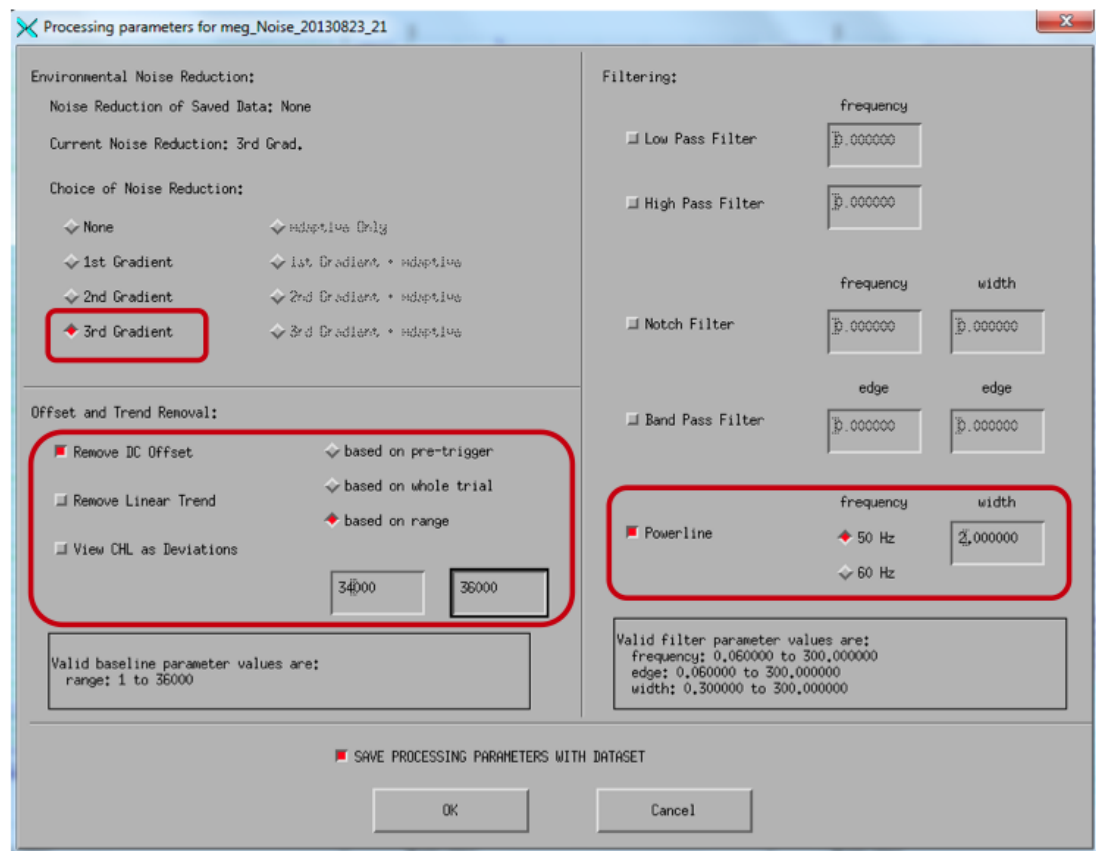 Processing parameters for meg_Noise_20130823_21
Environmental Noise Reduction:
Noise Reduction of Saved Data: None
Current Noise Reduction: 3rd Grad.
Choice of Noise Reduction:
None
Adaptive Only
1st Gradient
1st Gradient + Adaptive
2nd Gradient
2nd Gradient + Adaptive
3rd Gradient
3rd Gradient + Adaptive
Offset and Trend Removal:
Remove DC Offset
based on pre-trigger
Remove Linear Trend
based on whole trial
based on range
View CHL as Deviations
34000 36000
Valid baseline parameter values are:
range: 1 to 36000
Filtering:
frequency
Low Pass Filter 0.000000
High Pass Filter 0.000000
frequency width
Notch Filter 0.000000 0.000000
edge edge
Band Pass Filter 0.000000 0.000000
frequency width
Powerline 50 Hz 2.000000
60 Hz
Valid filter parameter values are:
frequency: 0.060000 to 300.000000
edge: 0.060000 to 300.000000
width: 0.300000 to 300.000000
SAVE PROCESSING PARAMETERS WITH DATASET
OK Cancel